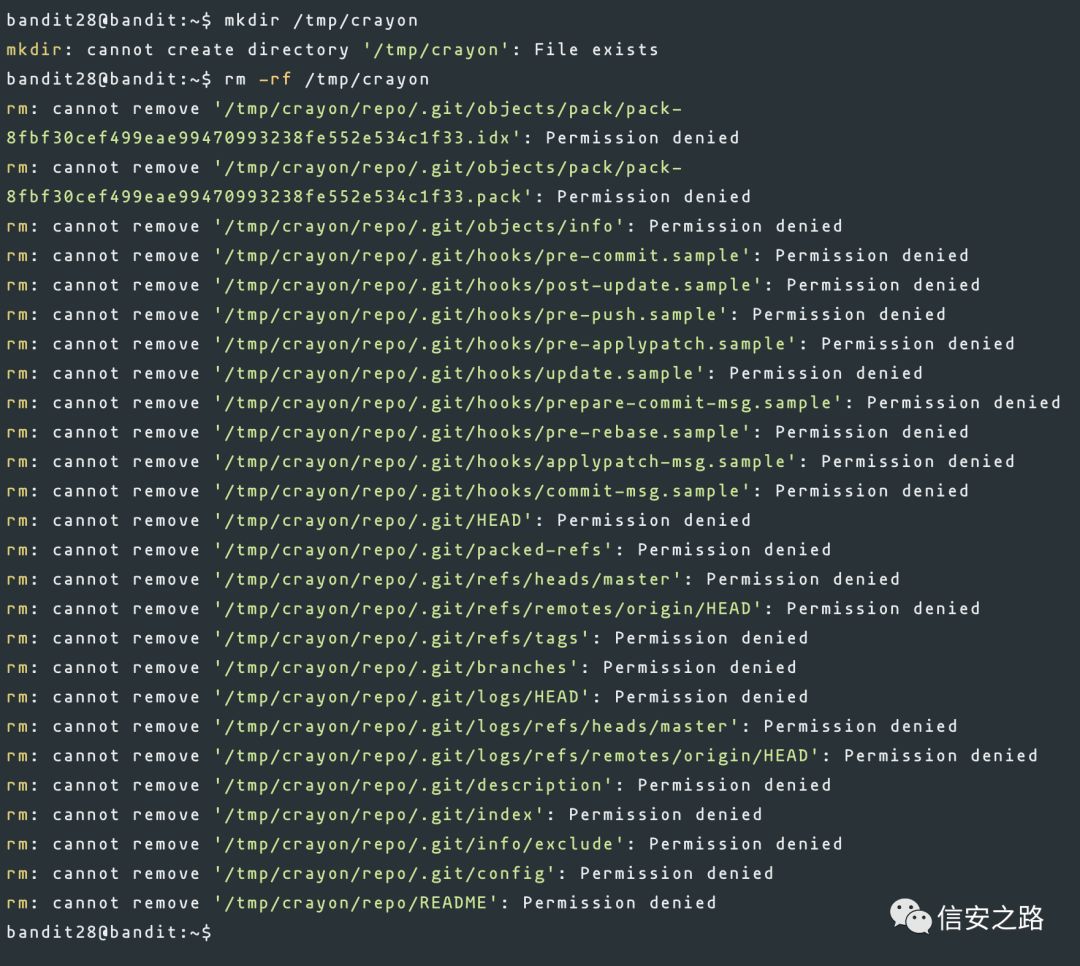 bandit28@bandit:~$ mkdir /tmp/crayon
mkdir: cannot create directory '/tmp/crayon': File exists
bandit28@bandit:~$ rm -rf /tmp/crayon
rm: cannot remove '/tmp/crayon/repo/.git/objects/pack/pack-
8fbf30cef499eae99470993238fe552e534c1f33.idx': Permission denied
rm: cannot remove '/tmp/crayon/repo/.git/objects/pack/pack-
8fbf30cef499eae99470993238fe552e534c1f33.pack': Permission denied
rm: cannot remove '/tmp/crayon/repo/.git/objects/info': Permission denied
rm: cannot remove '/tmp/crayon/repo/.git/hooks/pre-commit.sample': Permission denied
rm: cannot remove '/tmp/crayon/repo/.git/hooks/post-update.sample': Permission denied
rm: cannot remove '/tmp/crayon/repo/.git/hooks/pre-push.sample': Permission denied
rm: cannot remove '/tmp/crayon/repo/.git/hooks/pre-applypatch.sample': Permission denied
rm: cannot remove '/tmp/crayon/repo/.git/hooks/update.sample': Permission denied
rm: cannot remove '/tmp/crayon/repo/.git/hooks/prepare-commit-msg.sample': Permission denied
rm: cannot remove '/tmp/crayon/repo/.git/hooks/pre-rebase.sample': Permission denied
rm: cannot remove '/tmp/crayon/repo/.git/hooks/applypatch-msg.sample': Permission denied
rm: cannot remove '/tmp/crayon/repo/.git/hooks/commit-msg.sample': Permission denied
rm: cannot remove '/tmp/crayon/repo/.git/HEAD': Permission denied
rm: cannot remove '/tmp/crayon/repo/.git/packed-refs': Permission denied
rm: cannot remove '/tmp/crayon/repo/.git/refs/heads/master': Permission denied
rm: cannot remove '/tmp/crayon/repo/.git/refs/remotes/origin/HEAD': Permission denied
rm: cannot remove '/tmp/crayon/repo/.git/refs/tags': Permission denied
rm: cannot remove '/tmp/crayon/repo/.git/branches': Permission denied
rm: cannot remove '/tmp/crayon/repo/.git/logs/HEAD': Permission denied
rm: cannot remove '/tmp/crayon/repo/.git/logs/refs/heads/master': Permission denied
rm: cannot remove '/tmp/crayon/repo/.git/logs/refs/remotes/origin/HEAD': Permission denied
rm: cannot remove '/tmp/crayon/repo/.git/description': Permission denied
rm: cannot remove '/tmp/crayon/repo/.git/index': Permission denied
rm: cannot remove '/tmp/crayon/repo/.git/info/exclude': Permission denied
rm: cannot remove '/tmp/crayon/repo/.git/config': Permission denied
rm: cannot remove '/tmp/crayon/repo/README': Permission denied
bandit28@bandit:~$
信安之路